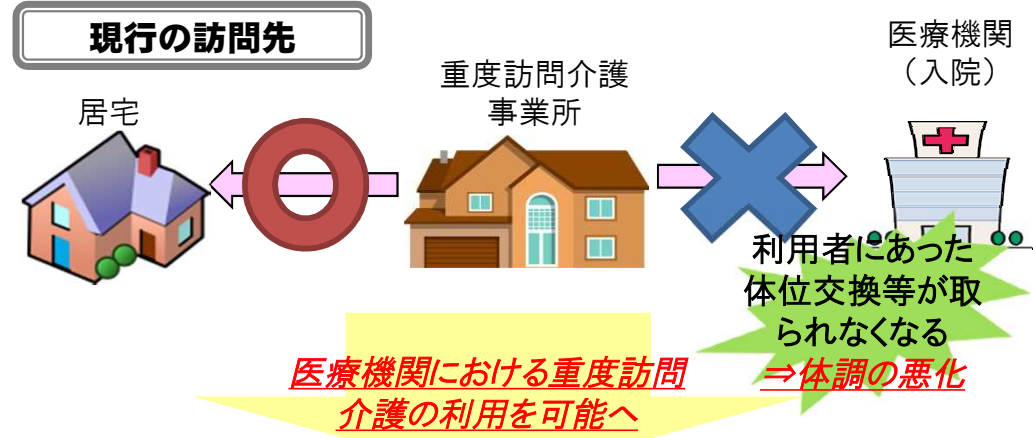 現行の訪問先
居宅
重度訪問介護
事業所
医療機関
（入院）
利用者にあった
体位交換等が取
られなくなる
⇒体調の悪化
医療機関における重度訪問
介護の利用を可能へ